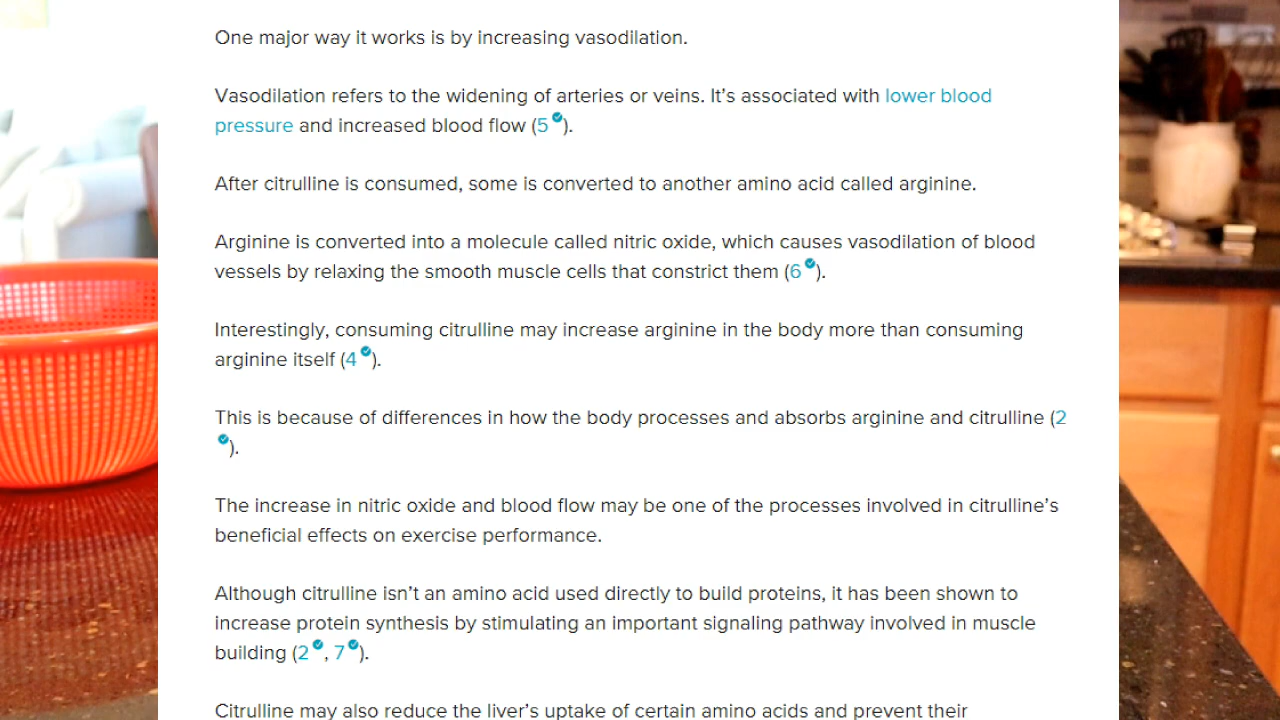 One major way it works is by increasing vasodilation.
Vasodilation refers to the widening of arteries or veins. It’s associated with lower blood
pressure and increased blood flow (5).
After citrulline is consumed, some is converted to another amino acid called arginine.
Arginine is converted into a molecule called nitric oxide, which causes vasodilation of blood
vessels by relaxing the smooth muscle cells that constrict them (6).
Interestingly, consuming citrulline may increase arginine in the body more than consuming
arginine itself (4).
This is because of differences in how the body processes and absorbs arginine and citrulline (2
).
The increase in nitric oxide and blood flow may be one of the processes involved in citrulline’s
beneficial effects on exercise performance.
Although citrulline isn’t an amino acid used directly to build proteins, it has been shown to
increase protein synthesis by stimulating an important signaling pathway involved in muscle
building (2, 7).
Citrulline may also reduce the liver’s uptake of certain amino acids and prevent their